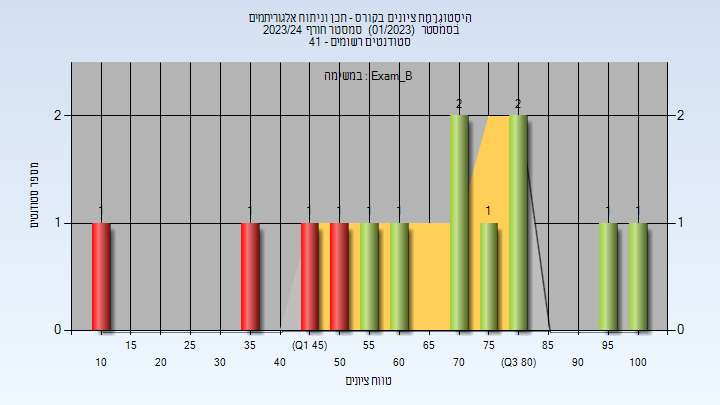 היסטוגרמת ציונים בקורס - תכן וניתוח אלגוריתמים
בסמסטר (01/2023) סמסטר חורף 2023/24
סטודנטים רשומים - 41
במשימה : Exam_B
מספר סטודנטים
2 2
1 1
0 0
1 1 1 1 1 1 2 1 2 1 1
15 25 35 (Q1 45) 55 65 75 85 95
10 20 30 40 50 60 70 (Q3 80) 90 100
טווח ציונים